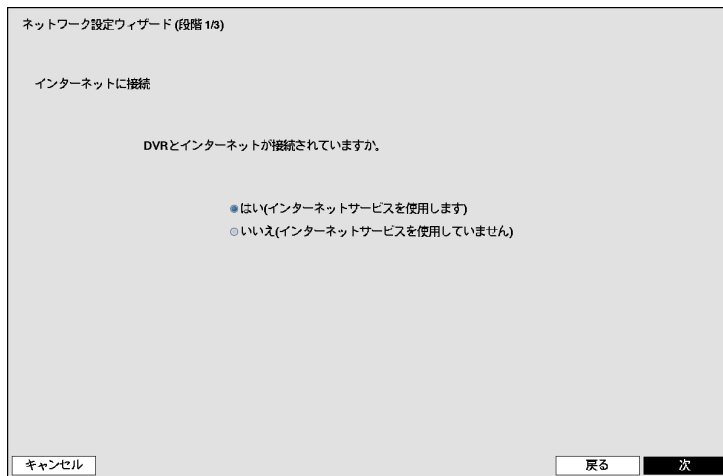 ネットワーク設定ウィザード (段階 1/3)
インターネットに接続
DVRとインターネットが接続されていますか。
はい(インターネットサービスを使用します)
いいえ(インターネットサービスを使用していません)
キャンセル
戻る
次